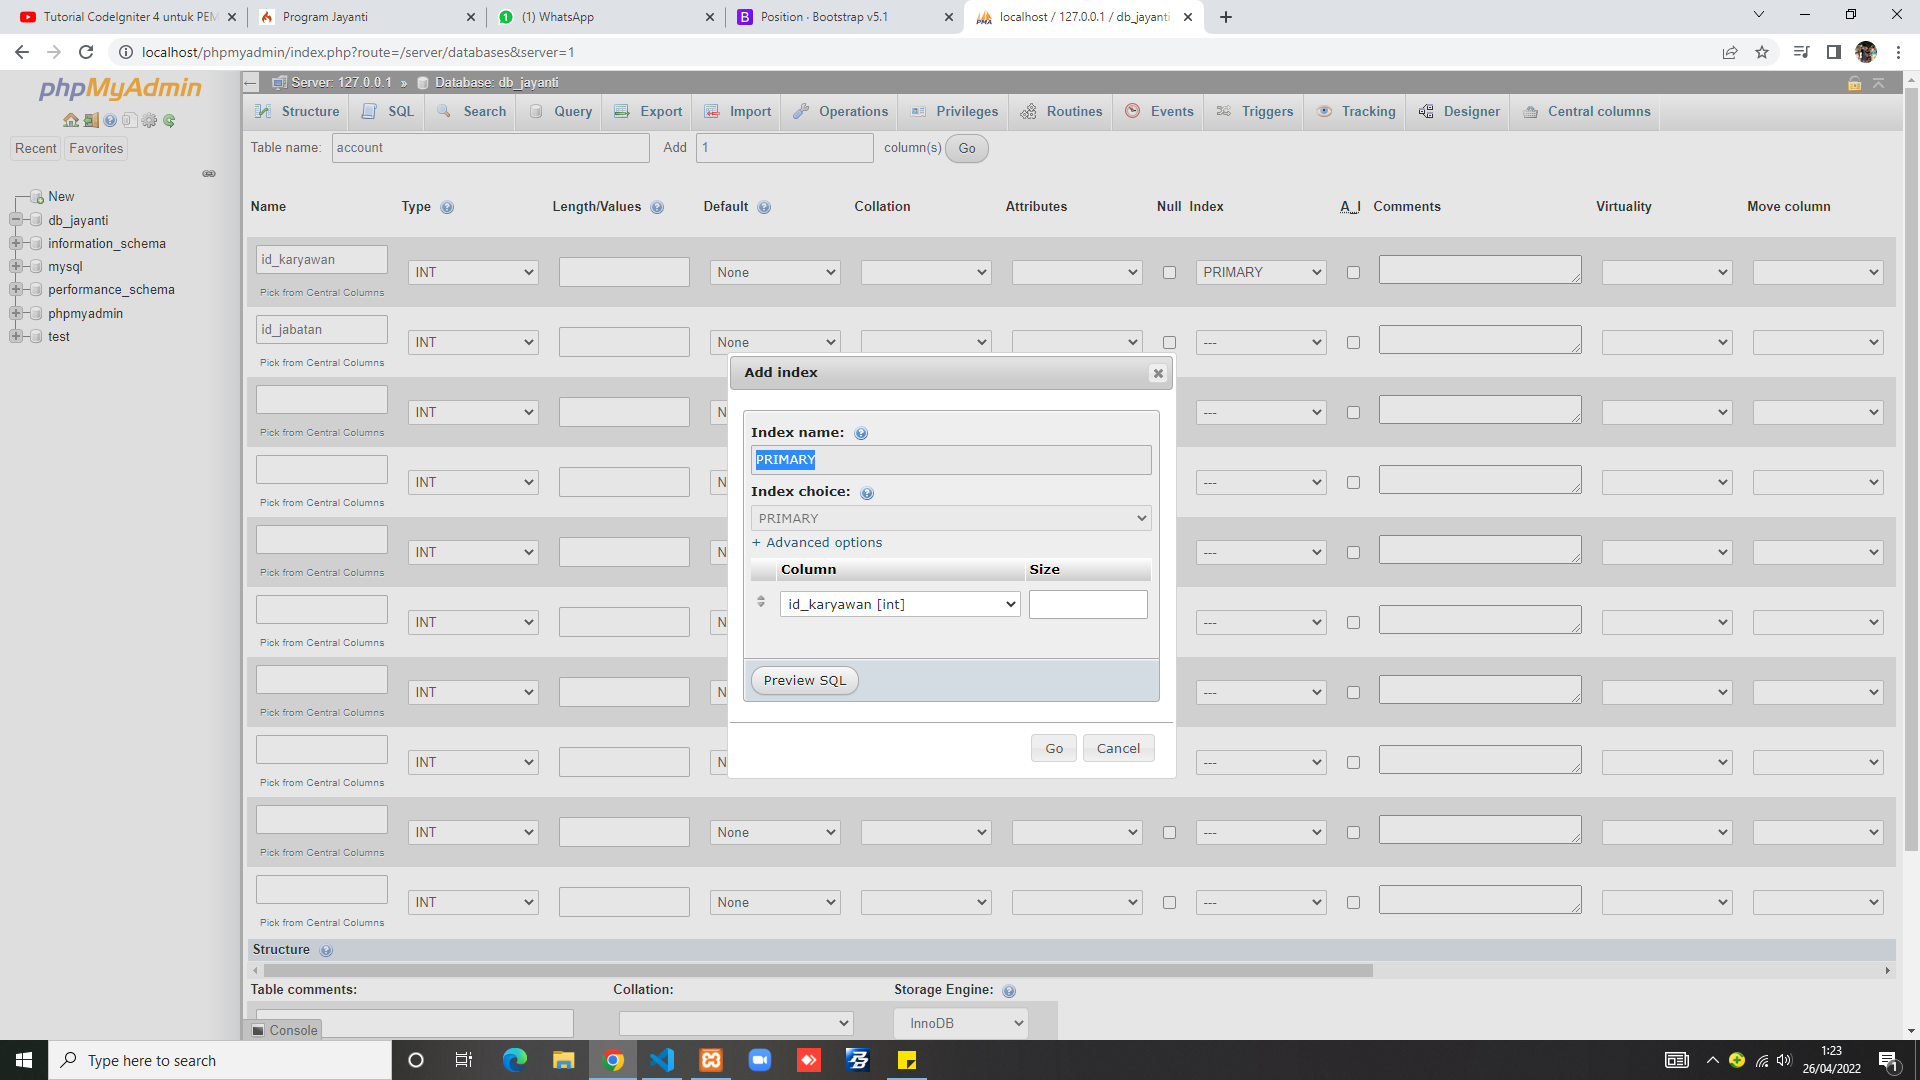 Tutorial CodeIgniter 4 untuk PEM
Program Jayanti
(1) WhatsApp
Position · Bootstrap v5.1
localhost / 127.0.0.1 / db_jayanti
localhost/phpmyadmin/index.php?route=/server/databases&server=1
phpMyAdmin
Recent
Favorites
New
db_jayanti
information_schema
mysql
performance_schema
phpmyadmin
test
Server: 127.0.0.1 » Database: db_jayanti
Structure SQL Search Query Export Import Operations Privileges Routines Events Triggers Tracking Designer Central columns
Table name: account Add 1 column(s) Go
Name Type Length/Values Default Collation Attributes Null Index A_I Comments Virtuality Move column
id_karyawan INT None PRIMARY
Pick from Central Columns
id_jabatan INT None ---
Pick from Central Columns
INT N ---
Pick from Central Columns
INT N ---
Pick from Central Columns
INT N ---
Pick from Central Columns
INT N ---
Pick from Central Columns
INT N ---
Pick from Central Columns
INT N ---
Pick from Central Columns
INT None ---
Pick from Central Columns
INT None ---
Pick from Central Columns
Add index
Index name:
PRIMARY
Index choice:
PRIMARY
+ Advanced options
Column Size
id_karyawan [int]
Preview SQL
Go Cancel
Structure
Table comments: Collation: Storage Engine:
InnoDB
Console
Type here to search
1:23
26/04/2022
1